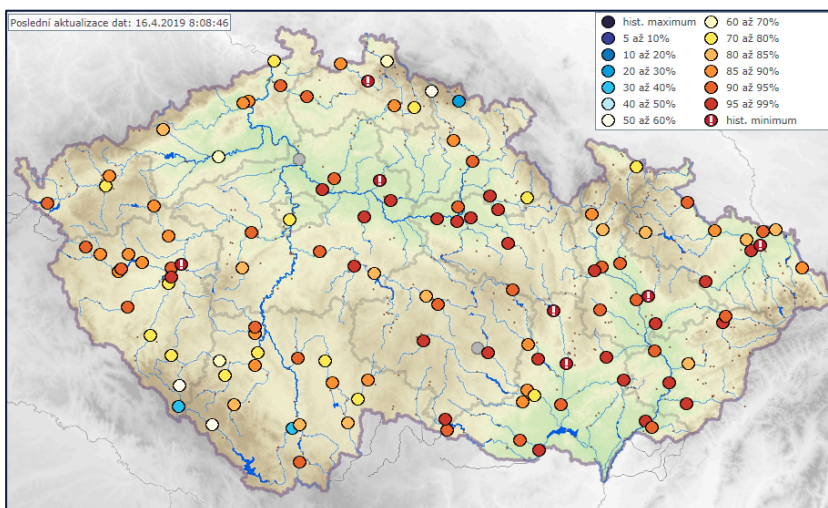 Poslední aktualizace dat: 16.4.2019 8:08:46
hist. maximum
5 až 10%
10 až 20%
20 až 30%
30 až 40%
40 až 50%
50 až 60%
60 až 70%
70 až 80%
80 až 85%
85 až 90%
90 až 95%
95 až 99%
hist. minimum